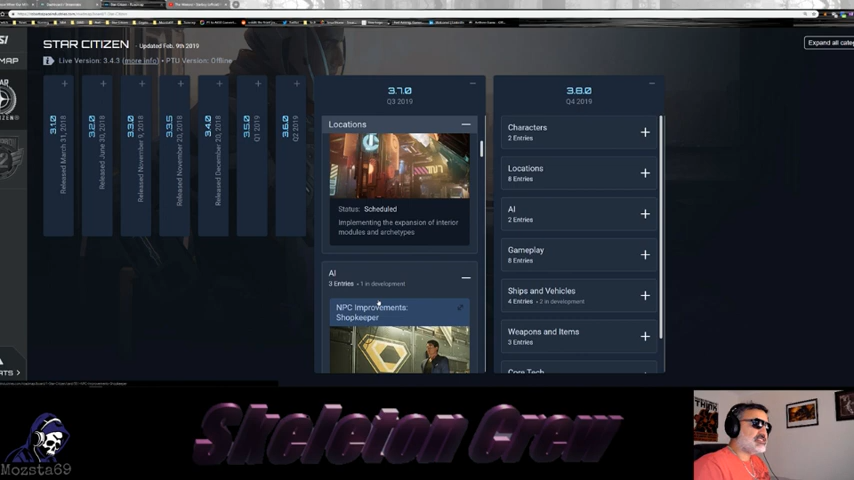 STAR CITIZEN • Updated Feb. 9th 2019
Live Version: 3.4.3 (more info) • PTU Version: Offline
Expand all cate
MAP
3.1.0
Released March 31, 2018
3.2.0
Released June 30, 2018
3.3.0
Released November 9, 2018
3.3.5
Released November 20, 2018
3.4.0
Released December 20, 2018
3.5.0
Q1 2019
3.6.0
Q2 2019
3.7.0
Q3 2019
Locations
Status: Scheduled
Implementing the expansion of interior
modules and archetypes
AI
3 Entries • 1 in development
NPC Improvements:
Shopkeeper
3.8.0
Q4 2019
Characters
2 Entries
Locations
8 Entries
AI
2 Entries
Gameplay
8 Entries
Ships and Vehicles
4 Entries • 2 in development
Weapons and Items
3 Entries
Core Tech
Skeleton Crew
Mozsta69
THINK